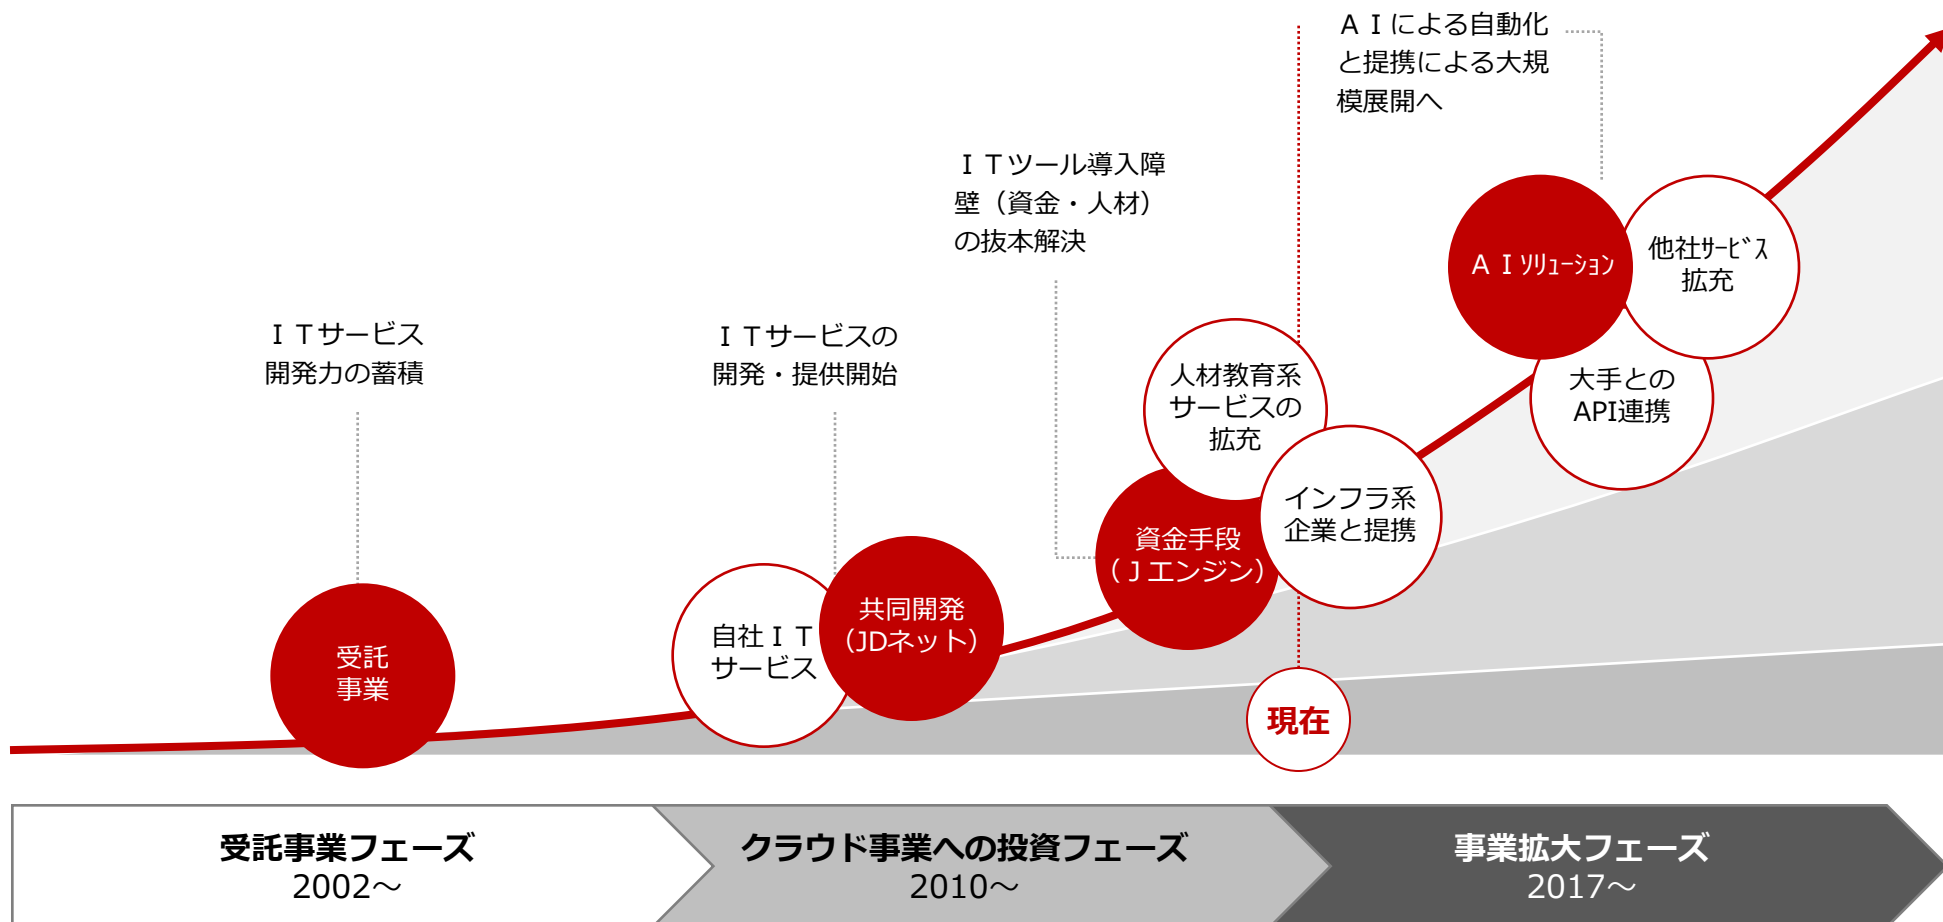 ＡＩによる自動化
と提携による大規
模展開へ
ＩＴツール導入障
壁（資金・人材）
の抜本解決
ＩＴサービス
開発力の蓄積
ＩＴサービスの
開発・提供開始
ＡＩｿﾘｭｰｼｮﾝ
他社ｻｰﾋﾞｽ
拡充
大手との
API連携
人材教育系
サービスの
拡充
インフラ系
企業と提携
資金手段
（Ｊエンジン）
共同開発
（JDネット）
自社ＩＴ
サービス
受託
事業
現在
受託事業フェーズ
2002～
クラウド事業への投資フェーズ
2010～
事業拡大フェーズ
2017～